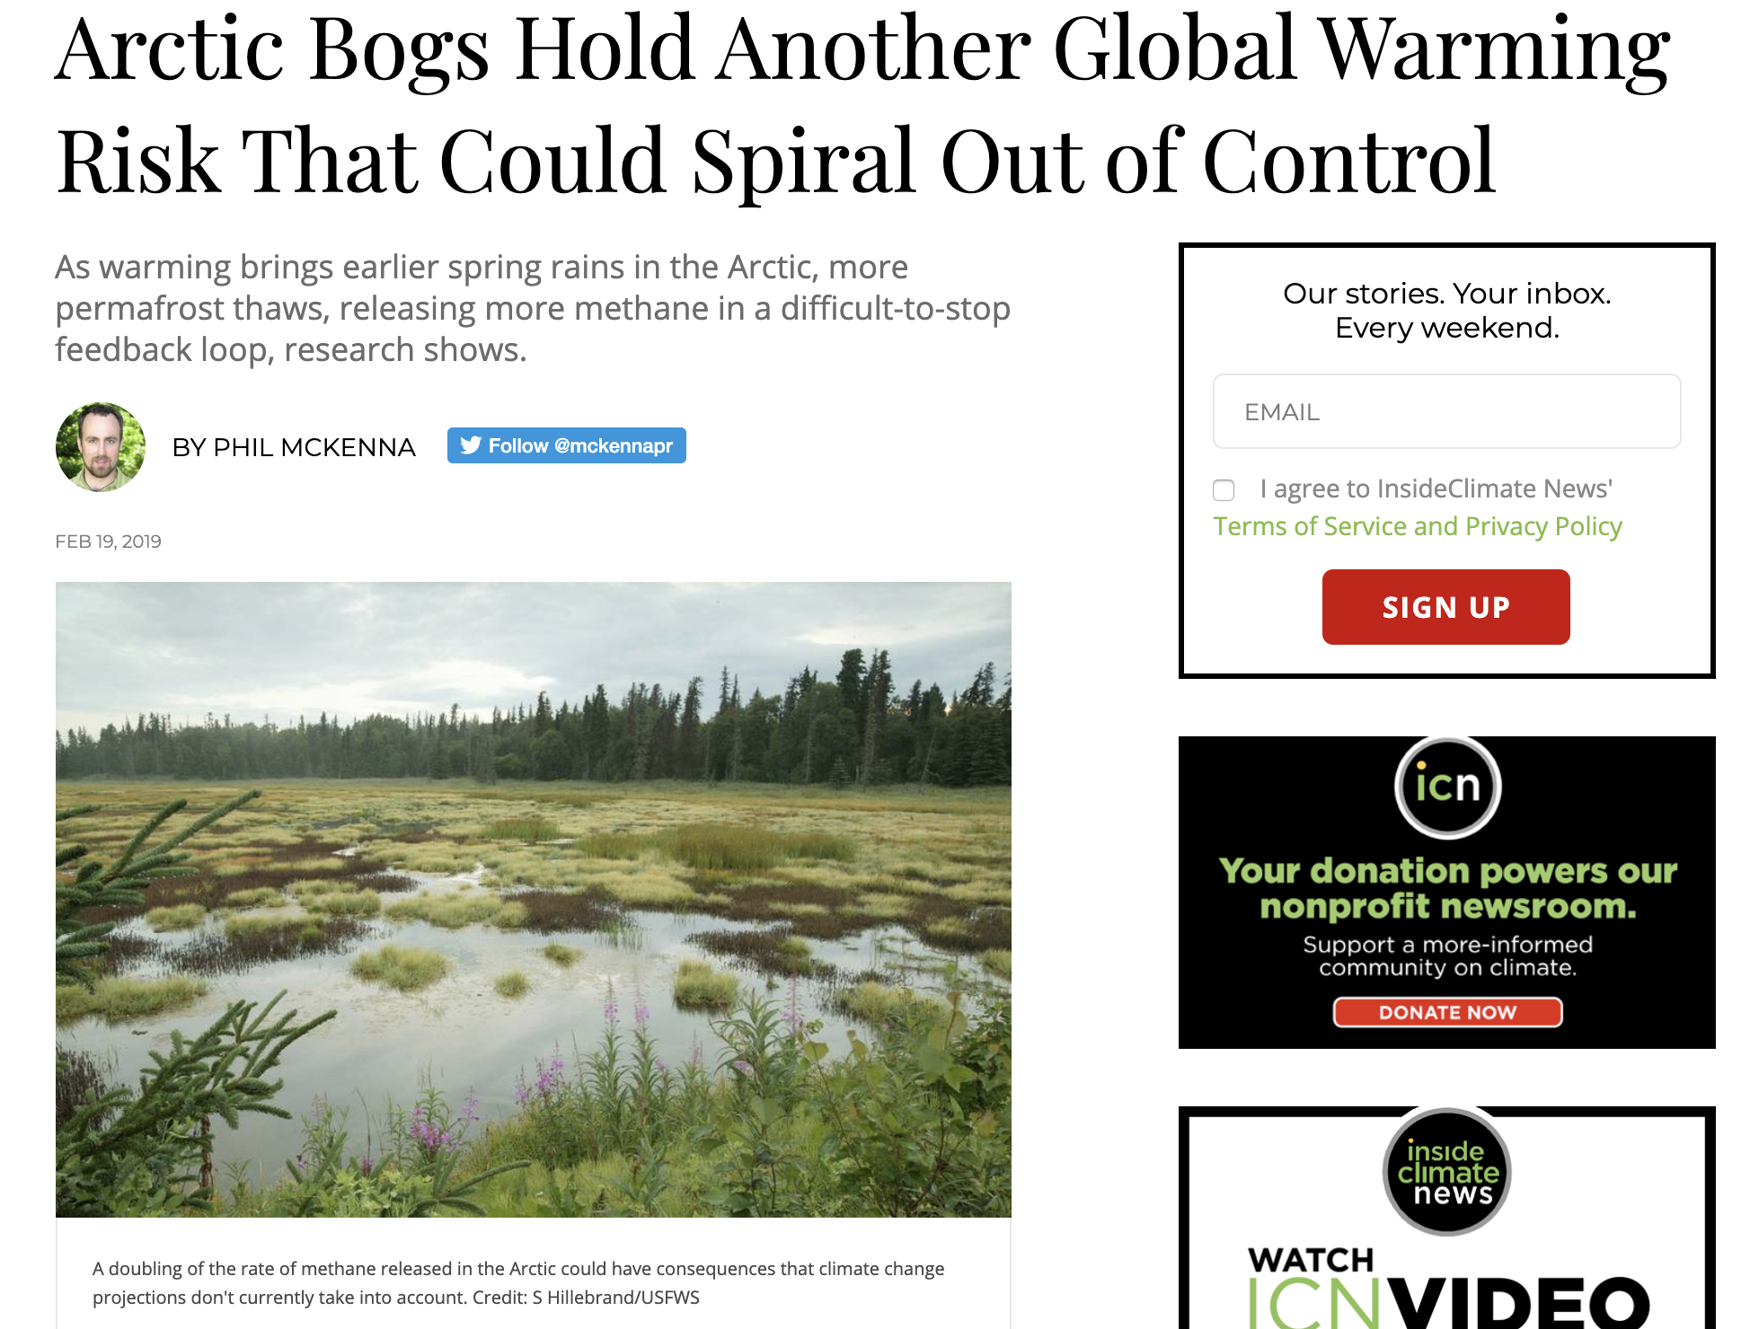 Arctic Bogs Hold Another Global Warming
Risk That Could Spiral Out of Control
As warming brings earlier spring rains in the Arctic, more
permafrost thaws, releasing more methane in a difficult-to-stop
feedback loop, research shows.
BY PHIL MCKENNA
Follow @mckennapr
FEB 19, 2019
A doubling of the rate of methane released in the Arctic could have consequences that climate change
projections don't currently take into account. Credit: S Hillebrand/USFWS
Our stories. Your inbox.
Every weekend.
EMAIL
I agree to InsideClimate News'
Terms of Service and Privacy Policy
SIGN UP
icn
Your donation powers our
nonprofit newsroom.
Support a more-informed
community on climate.
DONATE NOW
inside
climate
news
WATCH
ICN VIDEO